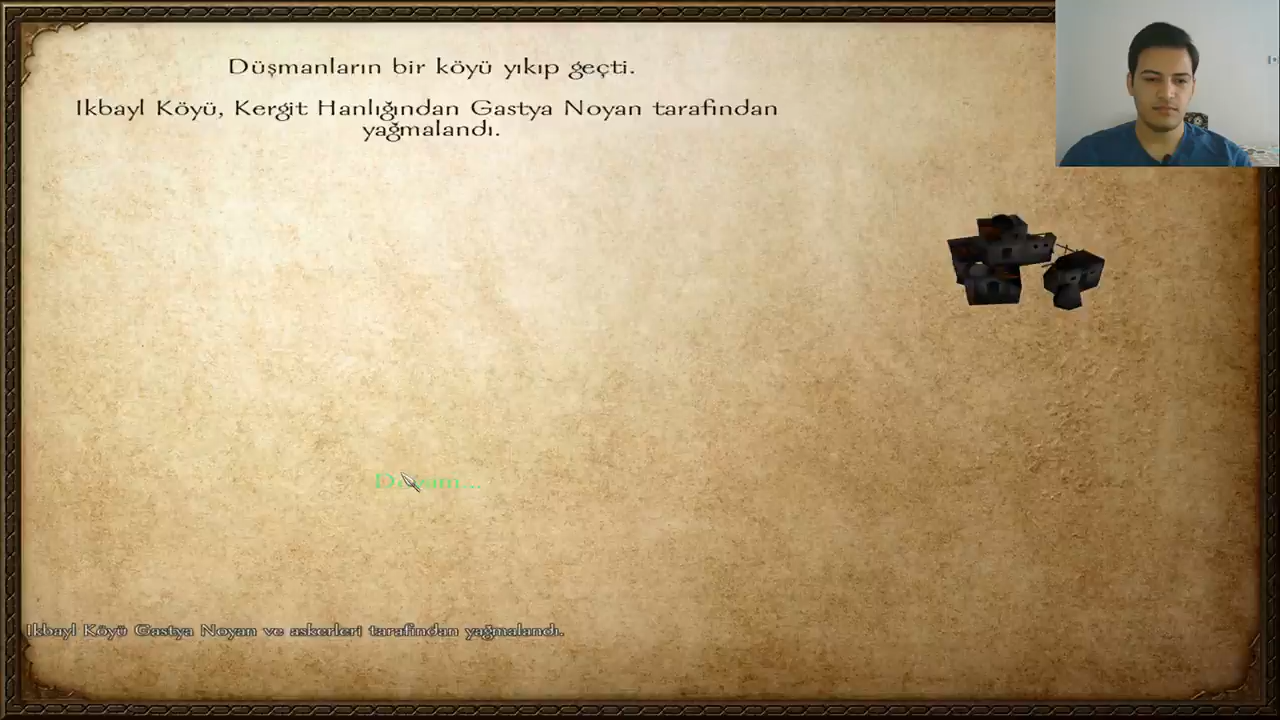 Düşmanların bir köyü yıkıp geçti.
Ikbayl Köyü, Kergit Hanlığından Gastya Noyan tarafından
yağmalandı.
Devam...
Ikbayl Köyü Gastya Noyan ve askerleri tarafından yağmalandı.